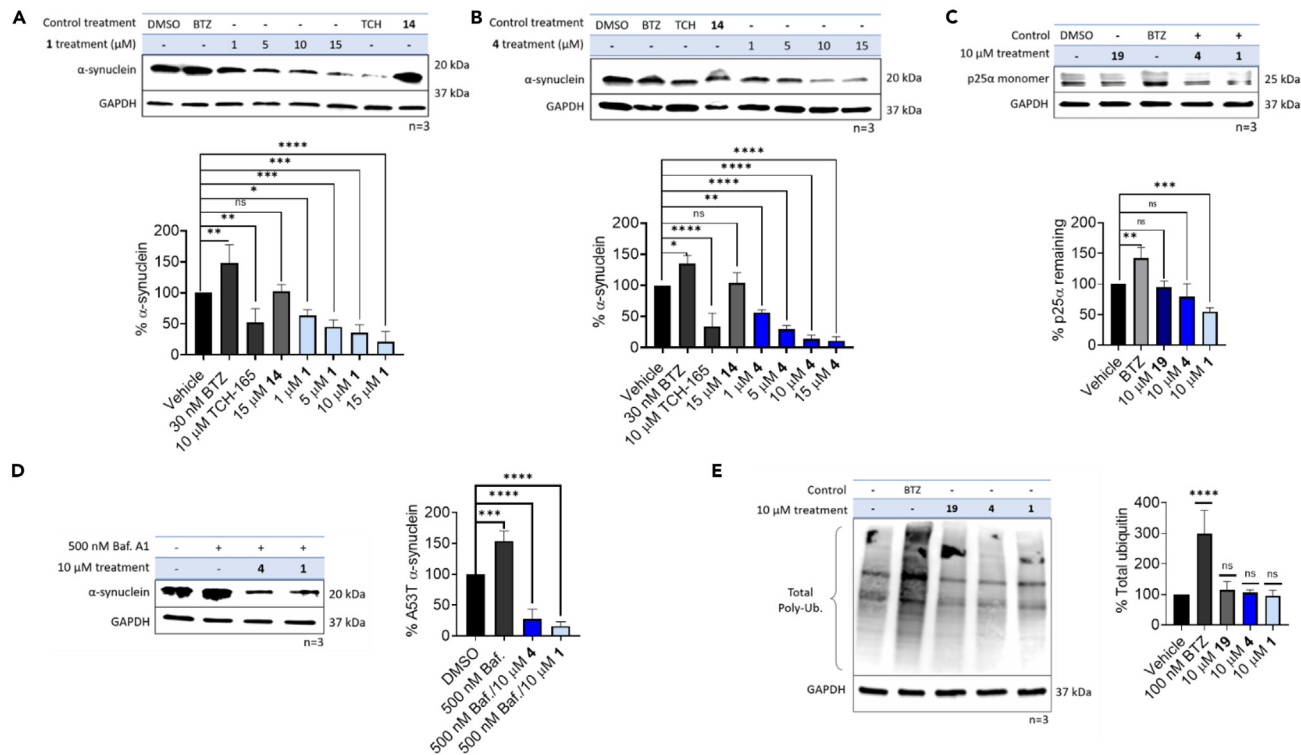 A
Control treatment DMSO BTZ TCH 14
1 treatment (µM) - - 1 5 10 15 - -
α-synuclein
20 kDa
37 kDa
GAPDH
n=3
****
***
***
*
ns
**
**
% α-synuclein
200
150
100
50
0
Vehicle
30 nM BTZ
10 µM TCH-165
15 µM 14
1 µM 1
5 µM 1
10 µM 1
15 µM 1
B
Control treatment DMSO BTZ TCH 14
4 treatment (µM) - - - - 1 5 10 15
α-synuclein
20 kDa
GAPDH
37 kDa
n=3
****
****
****
**
ns
****
*
% α-synuclein
200
150
100
50
0
Vehicle
30 nM BTZ
10 µM TCH-165
15 µM 14
1 µM 4
5 µM 4
10 µM 4
15 µM 4
C
Control DMSO - BTZ + +
10 µM treatment - 19 - 4 1
p25α monomer
25 kDa
GAPDH
37 kDa
n=3
***
ns
ns
**
% p25α remaining
200
150
100
50
0
Vehicle
BTZ
10 µM 19
10 µM 4
10 µM 1
D
500 nM Baf. A1 - + + +
10 µM treatment - - 4 1
α-synuclein
20 kDa
GAPDH
37 kDa
n=3
****
****
***
% A53T α-synuclein
200
150
100
50
0
DMSO
500 nM Baf.
500 nM Baf./10 µM 4
500 nM Baf./10 µM 1
E
Control - BTZ - - -
10 µM treatment - - 19 4 1
Total
Poly-Ub.
GAPDH
37 kDa
n=3
****
ns
ns
ns
% Total ubiquitin
400
300
200
100
0
Vehicle
100 nM BTZ
10 µM 19
10 µM 4
10 µM 1